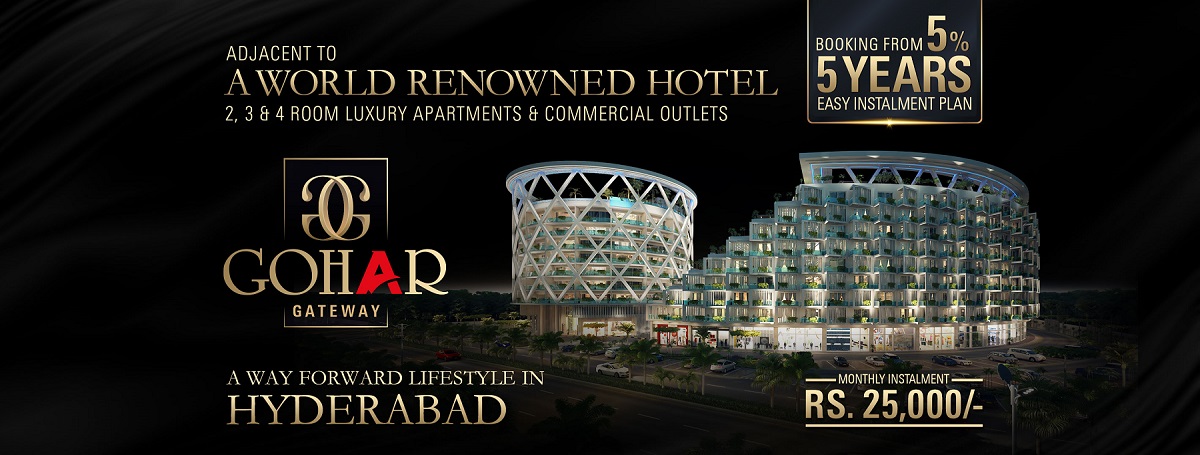 ADJACENT TO
A WORLD RENOWNED HOTEL
2, 3 & 4 ROOM LUXURY APARTMENTS & COMMERCIAL OUTLETS
BOOKING FROM 5%
5 YEARS
EASY INSTALMENT PLAN
GOHAR
GATEWAY
A WAY FORWARD LIFESTYLE IN
HYDERABAD
MONTHLY INSTALMENT
RS. 25,000/-